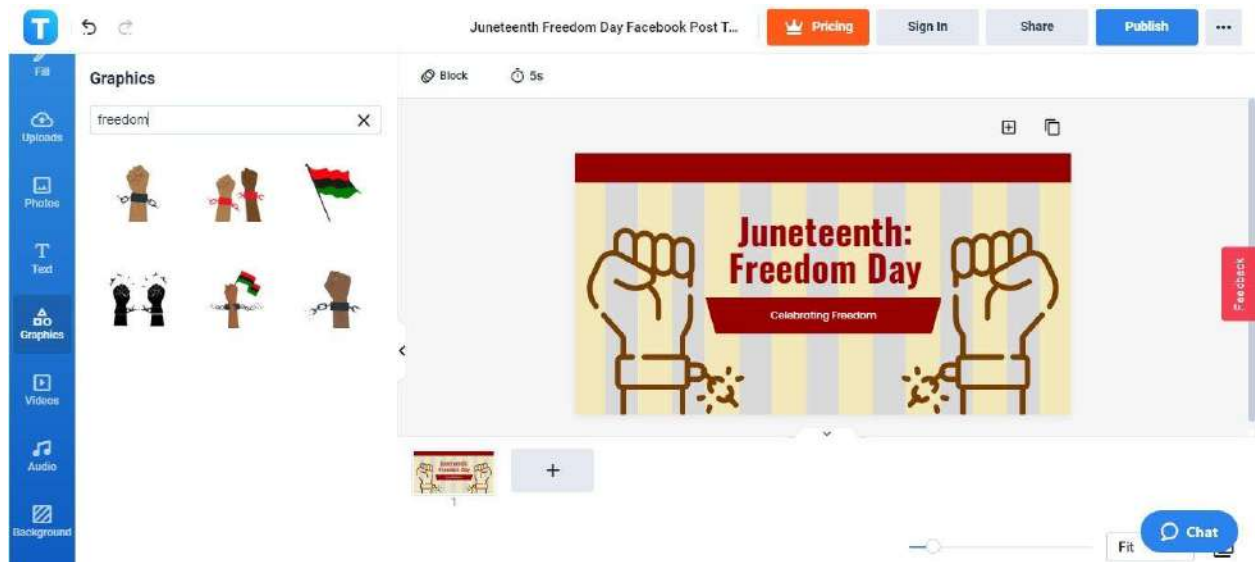 T
Juneteenth Freedom Day Facebook Post T...
Pricing
Sign In
Share
Publish
Fill
Uploads
Photos
Text
Graphics
Videos
Audio
Background
Graphics
freedom
Block
5s
Juneteenth:
Freedom Day
Celebrating Freedom
Feedback
1
Fit
Chat